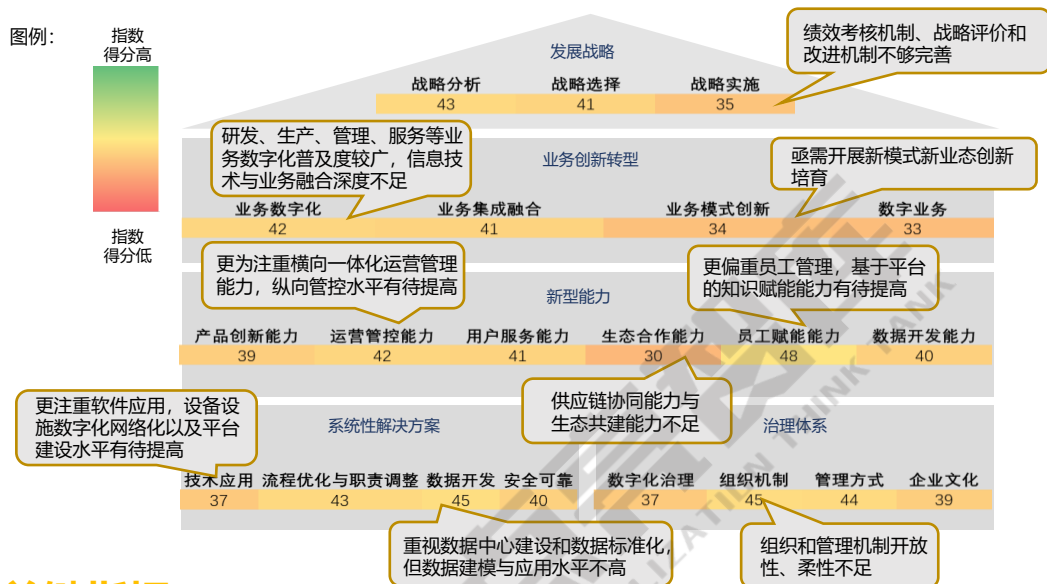 图例：
指数
得分高
指数
得分低
发展战略
战略分析 战略选择 战略实施
43 41 35
绩效考核机制、战略评价和
改进机制不够完善
业务创新转型
研发、生产、管理、服务等业
务数字化普及度较广，信息技
术与业务融合深度不足
亟需开展新模式新业态创新
培育
业务数字化 业务集成融合 业务模式创新 数字业务
42 41 34 33
更为注重横向一体化运营管理
能力，纵向管控水平有待提高
新型能力
更偏重员工管理，基于平台
的知识赋能能力有待提高
产品创新能力 运营管控能力 用户服务能力 生态合作能力 员工赋能能力 数据开发能力
39 42 41 30 48 40
更注重软件应用，设备设
施数字化网络化以及平台
建设水平有待提高
供应链协同能力与
生态共建能力不足
系统性解决方案
治理体系
技术应用 流程优化与职责调整 数据开发 安全可靠
37 43 45 40
数字化治理 组织机制 管理方式 企业文化
37 45 44 39
重视数据中心建设和数据标准化，
但数据建模与应用水平不高
组织和管理机制开放
性、柔性不足
THINK TANK